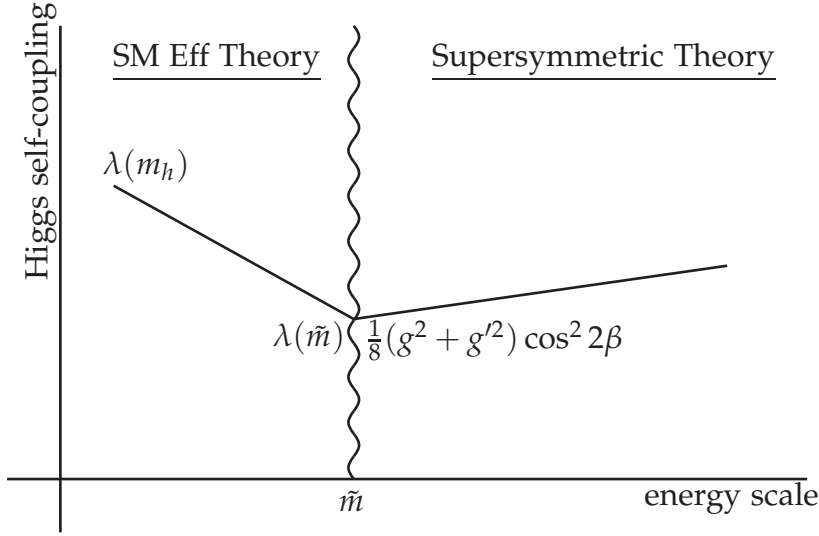 Higgs self-coupling
SM Eff Theory
Supersymmetric Theory
λ(m_h)
λ(m̃)
1/8(g² + g′²) cos² 2β
m̃
energy scale